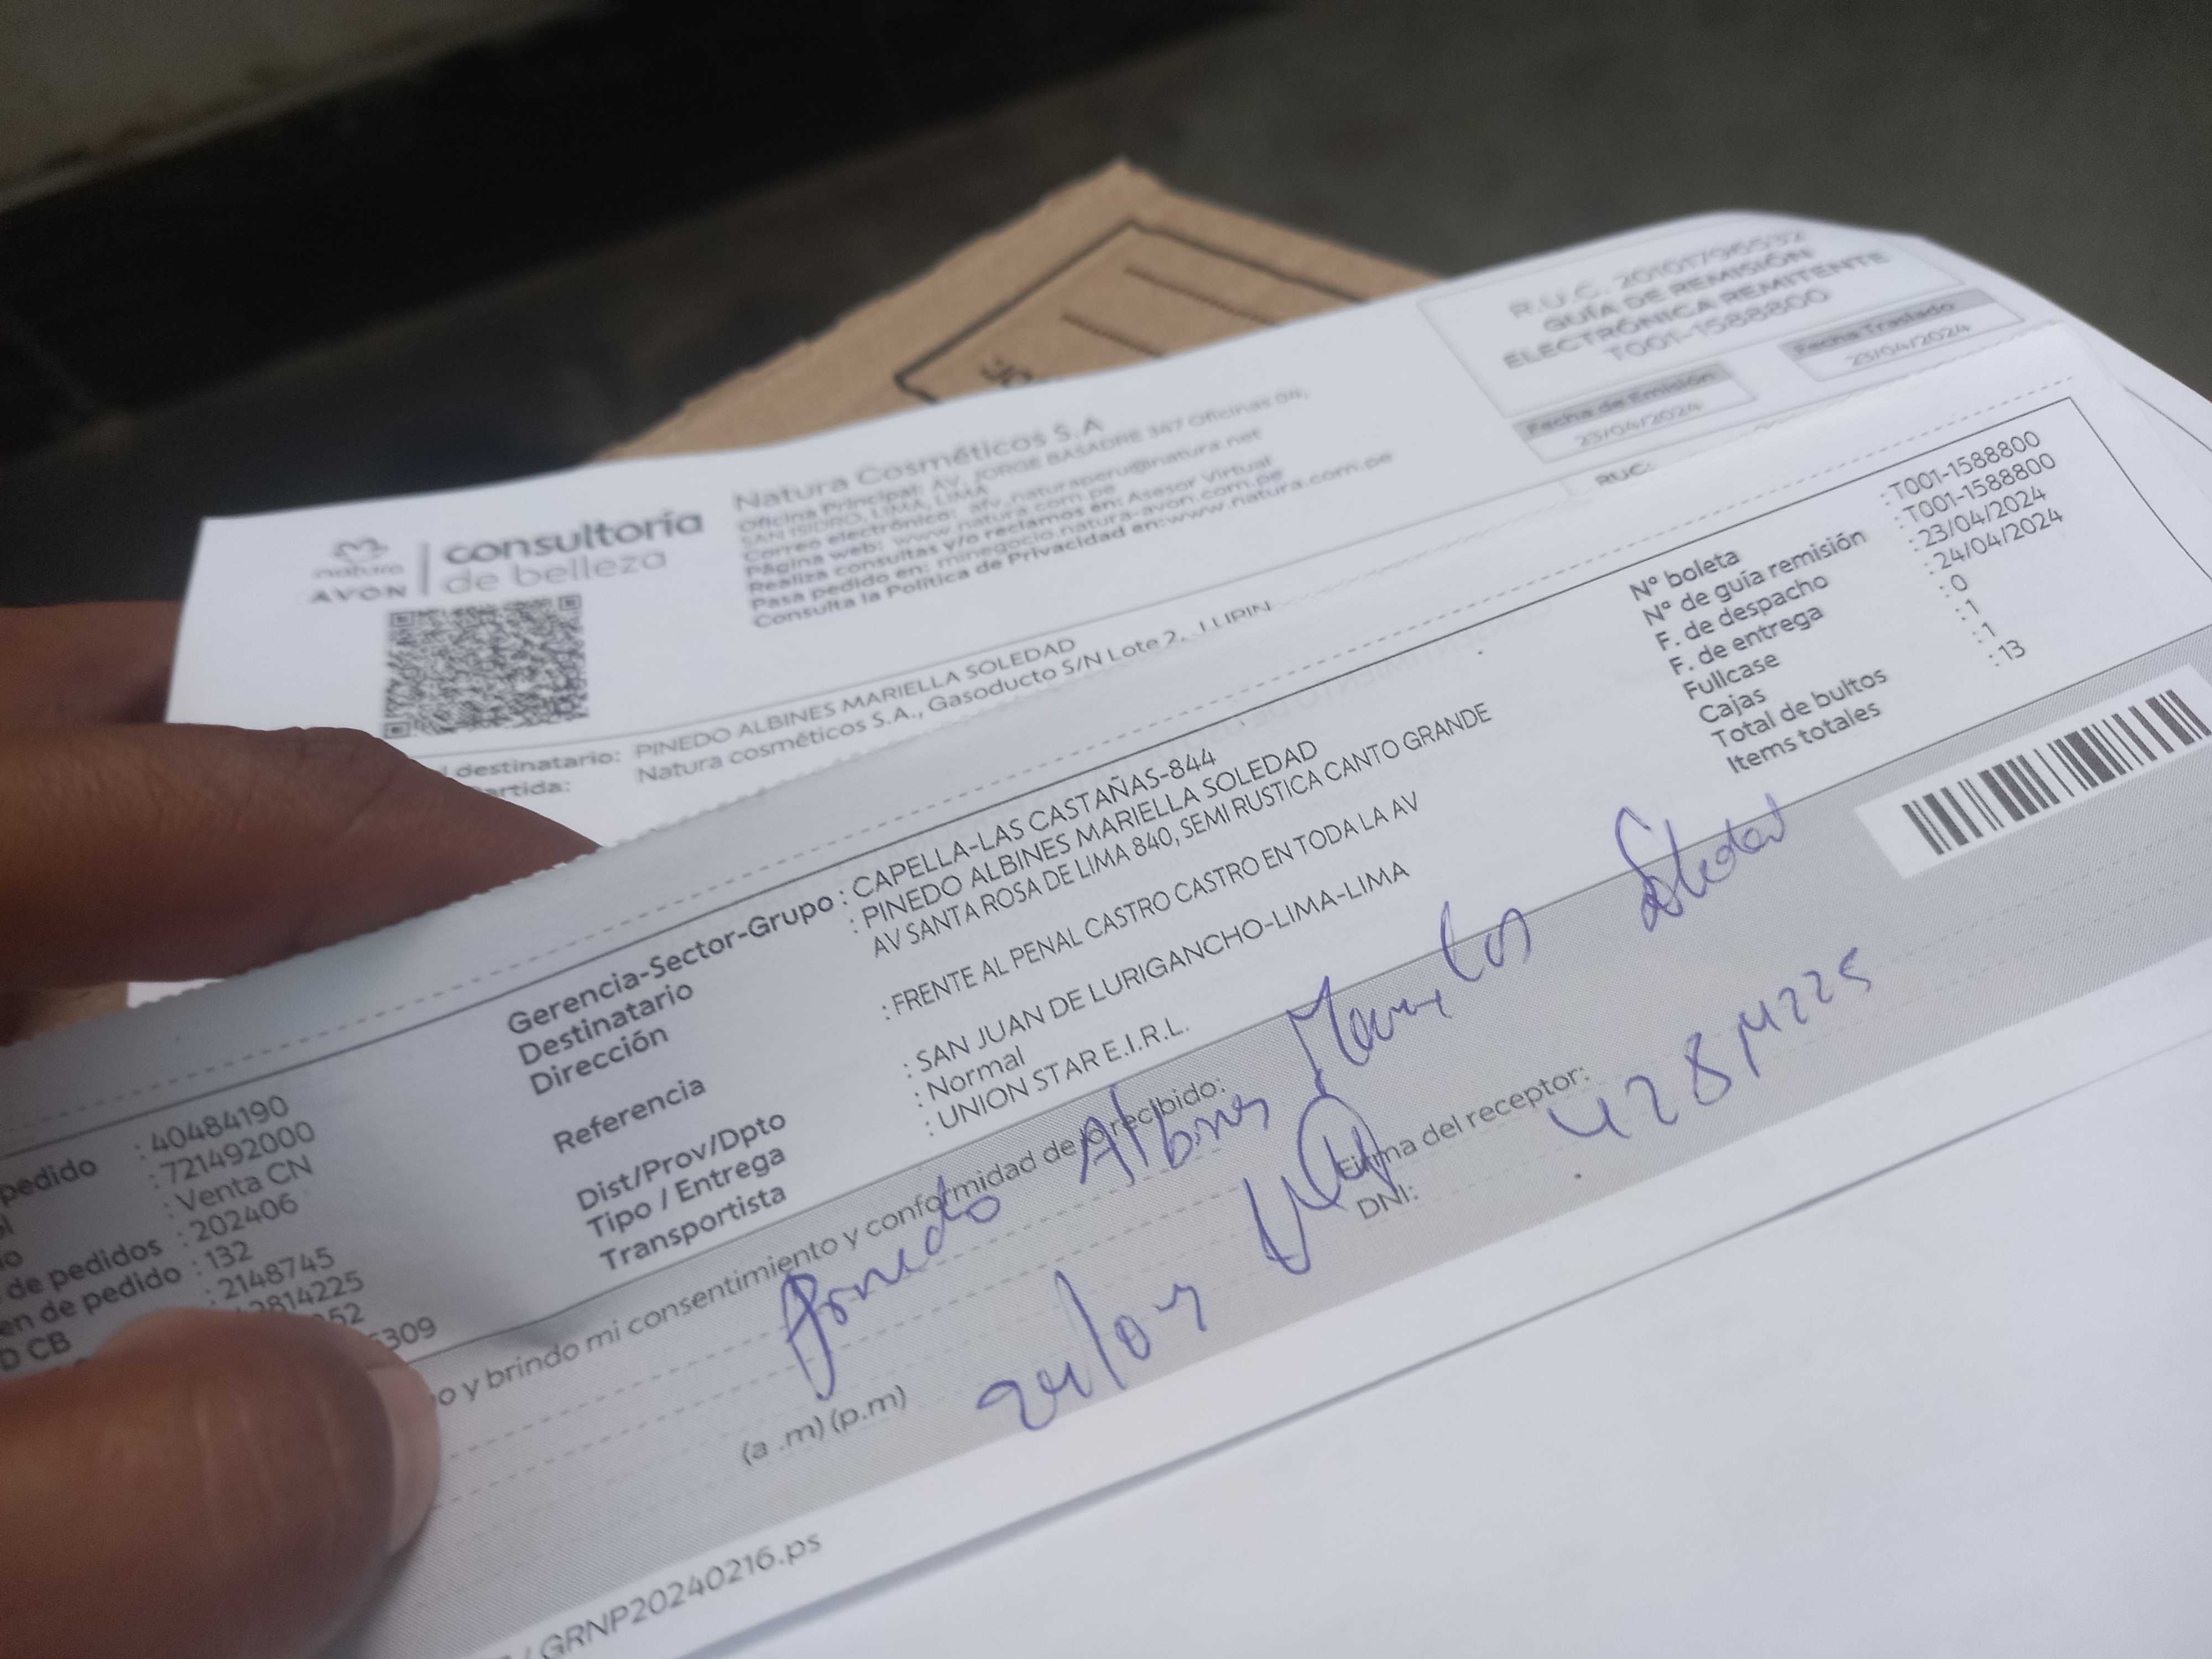 R.U.C. 20101796532
GUÍA DE REMISIÓN
ELECTRÓNICA REMITENTE
T001-1588800
Fecha de Emisión
23/04/2024
Fecha Traslado
23/04/2024
natura
AVON
consultoría
de belleza
Natura Cosméticos S.A
Oficina Principal: AV. JORGE BASADRE 347 Oficinas 04,
SAN ISIDRO, LIMA, LIMA
Correo electrónico: afv_naturaperu@natura.net
Página web: www.natura.com.pe
Realiza consultas y/o reclamos en: Asesor Virtual
Pasa pedido en: minegocio.natura-avon.com.pe
Consulta la Política de Privacidad en:www.natura.com.pe
RUC:
destinatario: PINEDO ALBINES MARIELLA SOLEDAD
artida: Natura cosméticos S.A., Gasoducto S/N Lote 2,
pedido : 40484190
: 721492000
: Venta CN
de pedidos : 202406
en de pedido : 132
D CB : 2148745
2814225
52
5309
Gerencia-Sector-Grupo : CAPELLA-LAS CASTAÑAS-844
Destinatario : PINEDO ALBINES MARIELLA SOLEDAD
Dirección AV SANTA ROSA DE LIMA 840, SEMI RUSTICA CANTO GRANDE
Referencia : FRENTE AL PENAL CASTRO CASTRO EN TODA LA AV
Dist/Prov/Dpto : SAN JUAN DE LURIGANCHO-LIMA-LIMA
Tipo / Entrega : Normal
Transportista : UNION STAR E.I.R.L.
N° boleta : T001-1588800
N° de guía remisión : T001-1588800
F. de despacho : 23/04/2024
F. de entrega : 24/04/2024
Fullcase : 0
Cajas : 1
Total de bultos : 1
Items totales : 13
o y brindo mi consentimiento y conformidad de lo recibido:
Pinedo Albines Soledad
(a .m) (p.m)
Firma del receptor:
DNI: 42814225
/ GRNP20240216.ps